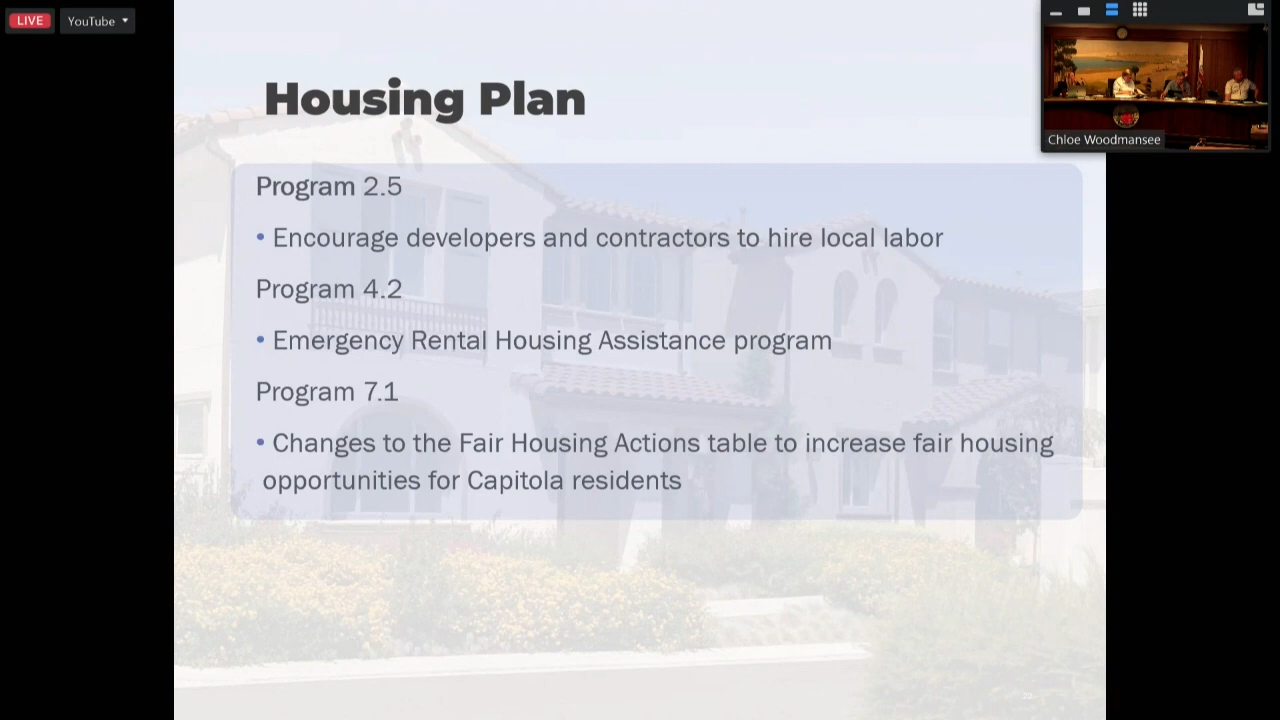 LIVE
YouTube
Housing Plan
Chloe Woodmansee
Program 2.5
• Encourage developers and contractors to hire local labor
Program 4.2
• Emergency Rental Housing Assistance program
Program 7.1
• Changes to the Fair Housing Actions table to increase fair housing
opportunities for Capitola residents